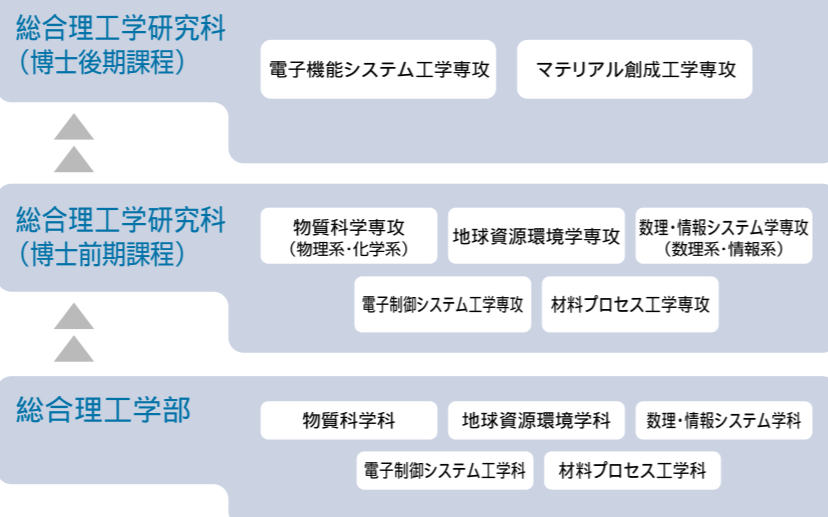 総合理工学研究科
（博士後期課程）
電子機能システム工学専攻
マテリアル創成工学専攻
総合理工学研究科
（博士前期課程）
物質科学専攻
（物理系・化学系）
地球資源環境学専攻
数理・情報システム学専攻
（数理系・情報系）
電子制御システム工学専攻
材料プロセス工学専攻
総合理工学部
物質科学科
地球資源環境学科
数理・情報システム学科
電子制御システム工学科
材料プロセス工学科